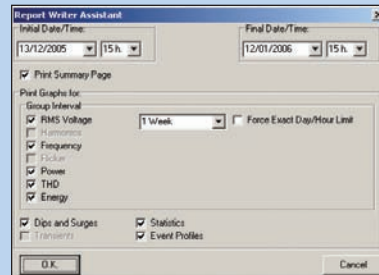 Report Writer Assistant
Initial Date/Time:
Final Date/Time:
13/12/2005 15 h.
12/01/2006 15 h.
Print Summary Page
Print Graphs for:
Group Interval
RMS Voltage 1 Week Force Exact Day/Hour Limit
Harmonics
Frequency
Flicker
Power
THD
Energy
Dips and Surges Statistics
Transients Event Profiles
O.K. Cancel